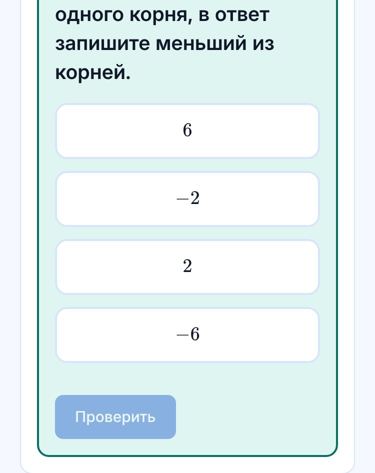 одного корня, в ответ
запишите меньший из
корней.
6
−2
2
−6
Проверить